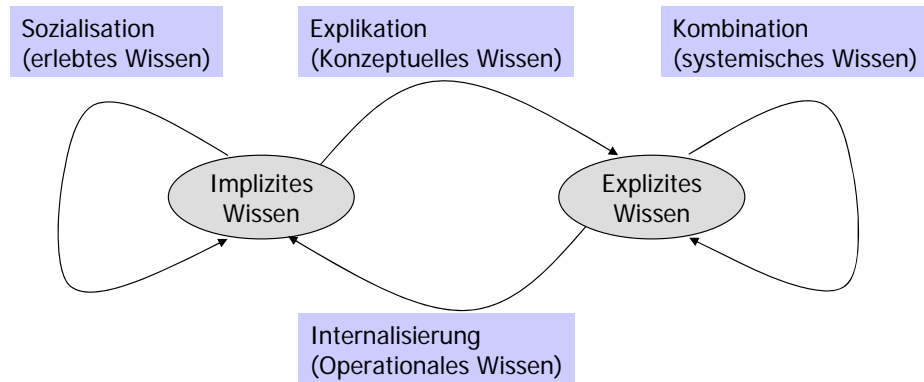 Sozialisation
(erlebtes Wissen)
Explikation
(Konzeptuelles Wissen)
Kombination
(systemisches Wissen)
Implizites
Wissen
Explizites
Wissen
Internalisierung
(Operationales Wissen)